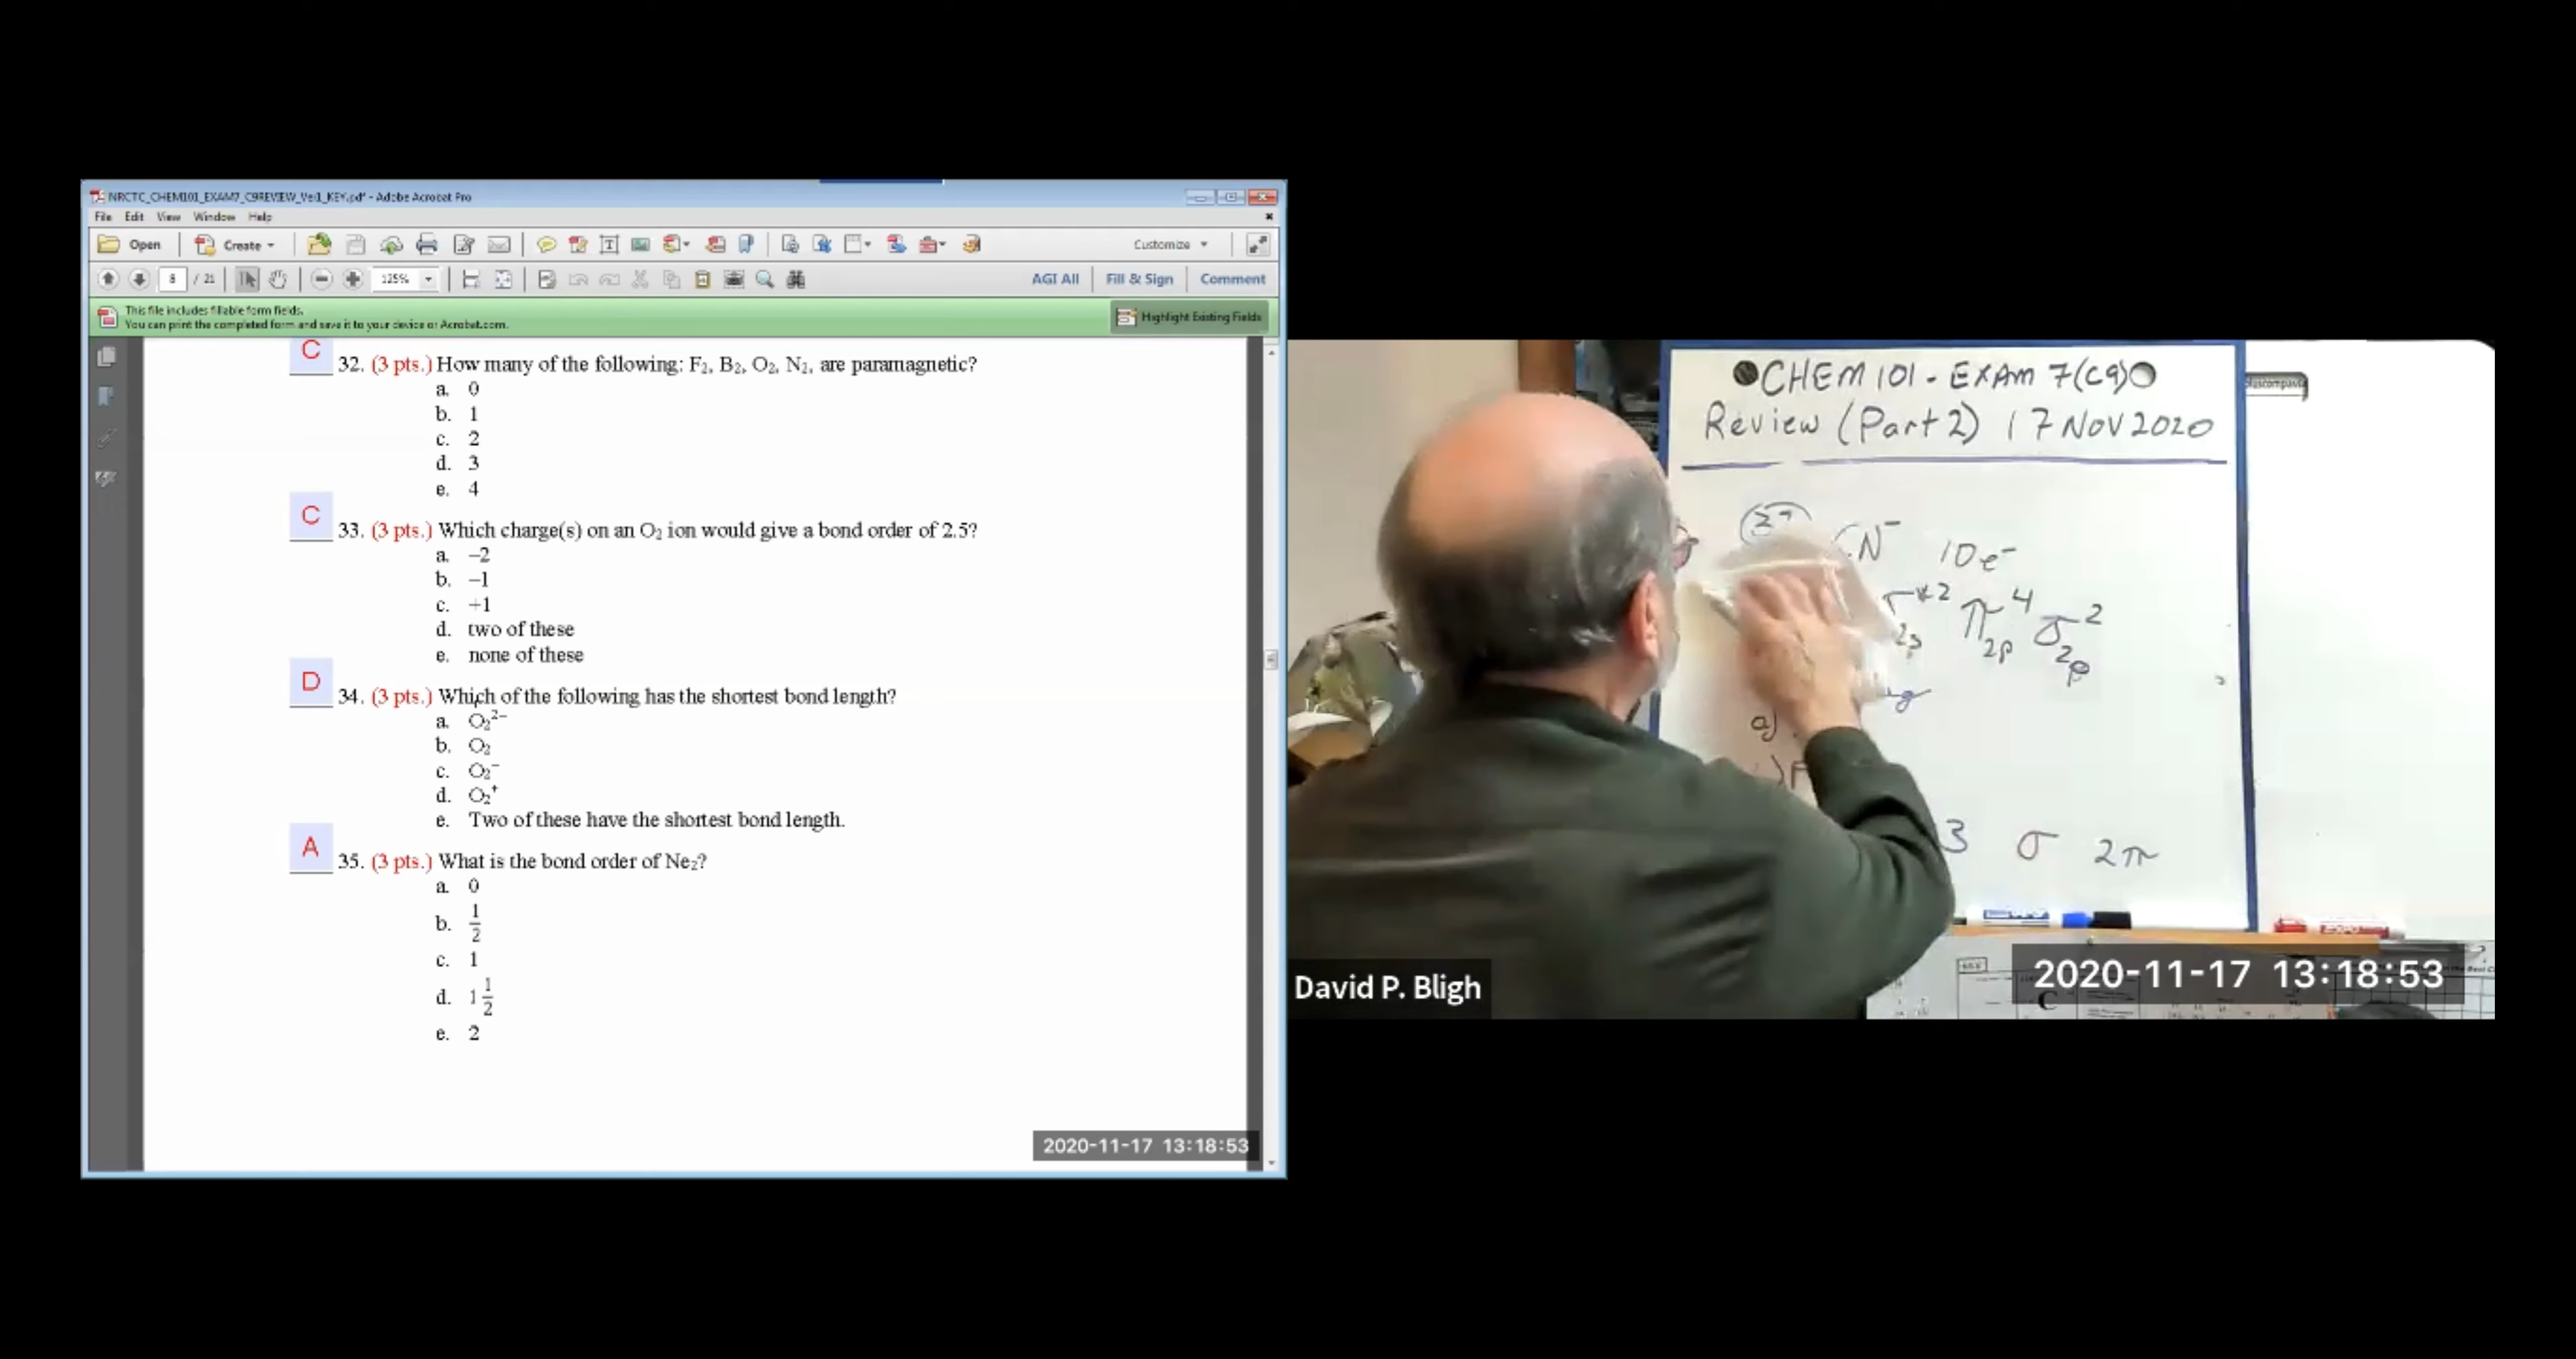 NRCTC_CHEM101_EXAM7_C9REVIEW_Ver1_KEY.pdf* - Adobe Acrobat Pro
File Edit View Window Help
Open Create Customize
8 / 21 125% AGI All Fill & Sign Comment
This file includes fillable form fields.
You can print the completed form and save it to your device or Acrobat.com.
Highlight Existing Fields
C
32. (3 pts.) How many of the following: F₂, B₂, O₂, N₂, are paramagnetic?
a. 0
b. 1
c. 2
d. 3
e. 4
C
33. (3 pts.) Which charge(s) on an O₂ ion would give a bond order of 2.5?
a. –2
b. –1
c. +1
d. two of these
e. none of these
D
34. (3 pts.) Which of the following has the shortest bond length?
a. O₂²⁻
b. O₂
c. O₂⁻
d. O₂⁺
e. Two of these have the shortest bond length.
A
35. (3 pts.) What is the bond order of Ne₂?
a. 0
b. 1/2
c. 1
d. 1 1/2
e. 2
2020-11-17 13:18:53
CHEM 101 - EXAM 7 (C9)
Review (Part 2) 17 NOV 2020
CN⁻ 10 e⁻
σ*² π₂ₚ⁴ σ₂ₚ²
a)
3 σ 2π
EXPO
David P. Bligh
2020-11-17 13:18:53
C